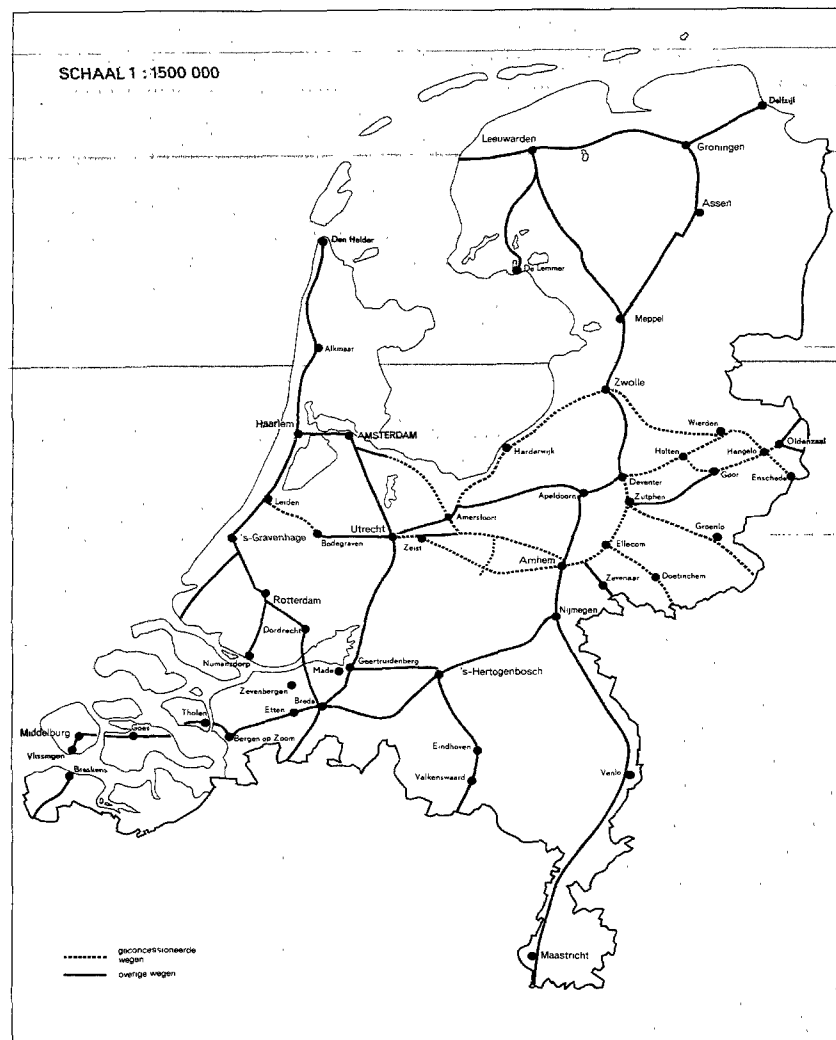 SCHAAL 1 : 1500 000
Delfzijl
Leeuwarden
Groningen
Assen
Den Helder
De Lemmer
Meppel
Alkmaar
Zwolle
Haarlem
AMSTERDAM
Wierden
Oldenzaal
Harderwijk
Holten
Hengelo
Deventer
Goor
Enschede
Apeldoorn
Zutphen
Leiden
Amersfoort
Utrecht
Groenlo
's-Gravenhage
Bodegraven
Zeist
Ellecom
Arnhem
Zevenaar
Doetinchem
Rotterdam
Nijmegen
Dordrecht
Numansdorp
Made
Geertruidenberg
's-Hertogenbosch
Zevenbergen
Breda
Tholen
Etten
Middelburg
Goes
Bergen op Zoom
Vlissingen
Eindhoven
Breskens
Valkenswaard
Venlo
geconcessioneerde
wegen
overige wegen
Maastricht